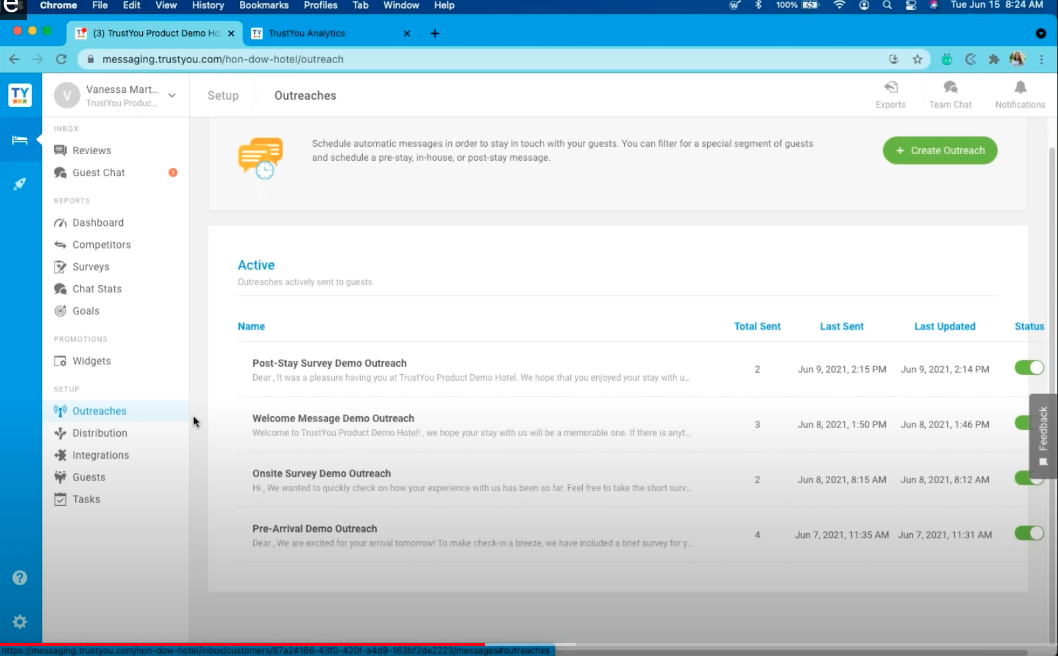 e
Chrome File Edit View History Bookmarks Profiles Tab Window Help 100% Tue Jun 15 8:24 AM
(3) TrustYou Product Demo Ho × TY TrustYou Analytics × +
messaging.trustyou.com/hon-dow-hotel/outreach
TY
V Vanessa Mart...
TrustYou Produc...
Setup Outreaches
Exports Team Chat Notifications
INBOX
Reviews
Guest Chat
REPORTS
Dashboard
Competitors
Surveys
Chat Stats
Goals
PROMOTIONS
Widgets
SETUP
Outreaches
Distribution
Integrations
Guests
Tasks
Schedule automatic messages in order to stay in touch with your guests. You can filter for a special segment of guests
and schedule a pre-stay, in-house, or post-stay message.
+ Create Outreach
Active
Outreaches actively sent to guests
Name Total Sent Last Sent Last Updated Status
Post-Stay Survey Demo Outreach
Dear , It was a pleasure having you at TrustYou Product Demo Hotel. We hope that you enjoyed your stay with u...
2 Jun 9, 2021, 2:15 PM Jun 9, 2021, 2:14 PM
Welcome Message Demo Outreach
Welcome to TrustYou Product Demo Hotel! , we hope your stay with us will be a memorable one. If there is anyt...
3 Jun 8, 2021, 1:50 PM Jun 8, 2021, 1:46 PM
Onsite Survey Demo Outreach
Hi , We wanted to quickly check on how your experience with us has been so far. Feel free to take the short surv...
2 Jun 8, 2021, 8:15 AM Jun 8, 2021, 8:12 AM
Pre-Arrival Demo Outreach
Dear , We are excited for your arrival tomorrow! To make check-in a breeze, we have included a brief survey for y...
4 Jun 7, 2021, 11:35 AM Jun 7, 2021, 11:31 AM
Feedback
https://messaging.trustyou.com/hon-dow-hotel/inbox/customers/87a24166-43f0-420f-a4d9-163bf2de2223/messages#outreaches